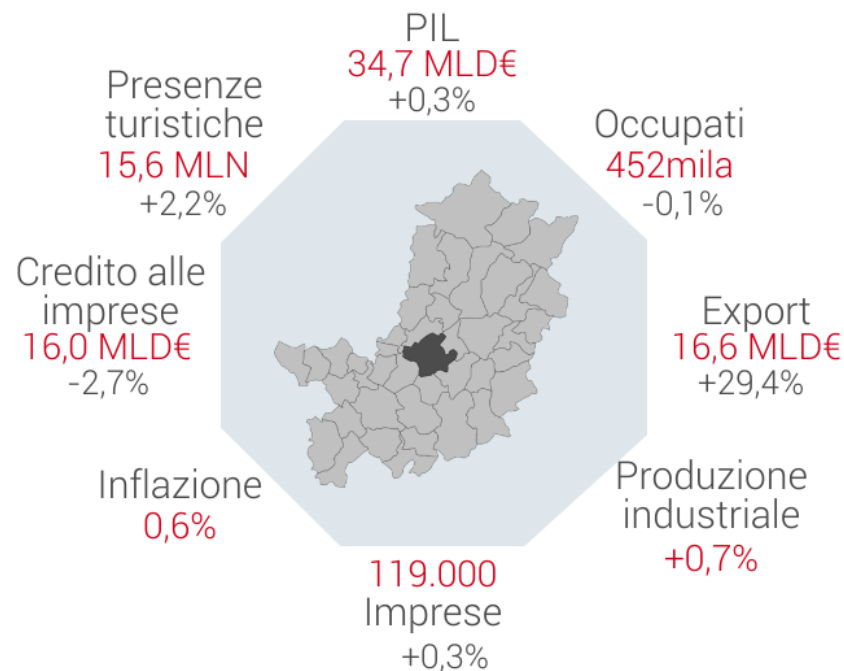 PIL
34,7 MLD€
+0,3%
Presenze
turistiche
15,6 MLN
+2,2%
Occupati
452mila
-0,1%
Credito alle
imprese
16,0 MLD€
-2,7%
Export
16,6 MLD€
+29,4%
Inflazione
0,6%
Produzione
industriale
+0,7%
119.000
Imprese
+0,3%